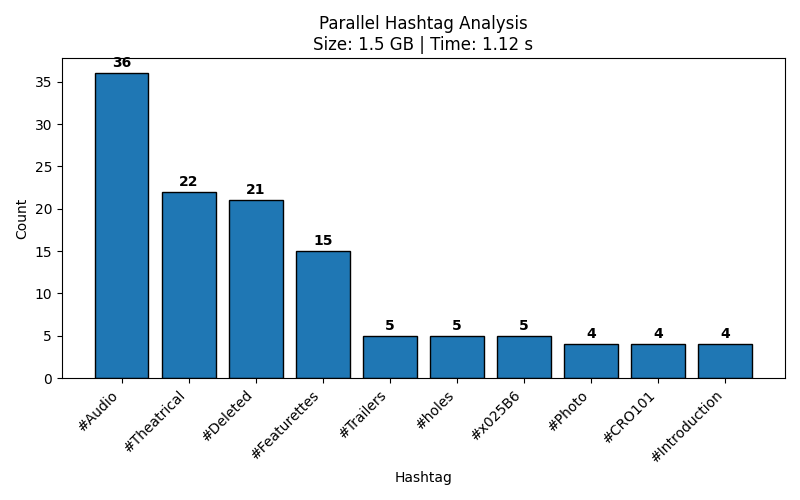 Parallel Hashtag Analysis
Size: 1.5 GB | Time: 1.12 s
Count
35
30
25
20
15
10
5
0
36
22
21
15
5
5
5
4
4
4
#Audio
#Theatrical
#Deleted
#Featurettes
#Trailers
#holes
#x025B6
#Photo
#CRO101
#Introduction
Hashtag